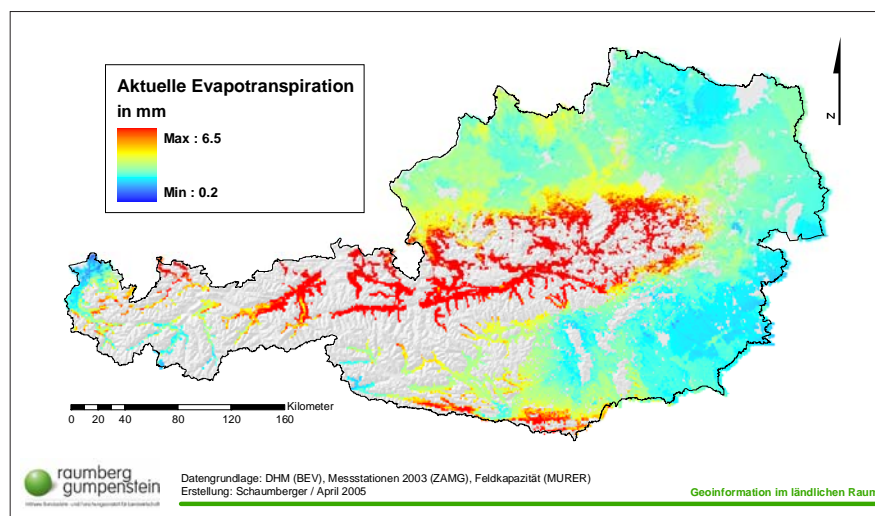 Aktuelle Evapotranspiration
in mm
Max : 6.5
Min : 0.2
N
Kilometer
0 20 40 80 120 160
raumberg
gumpenstein
Datengrundlage: DHM (BEV), Messstationen 2003 (ZAMG), Feldkapazität (MURER)
Erstellung: Schaumberger / April 2005
Geoinformation im ländlichen Raum